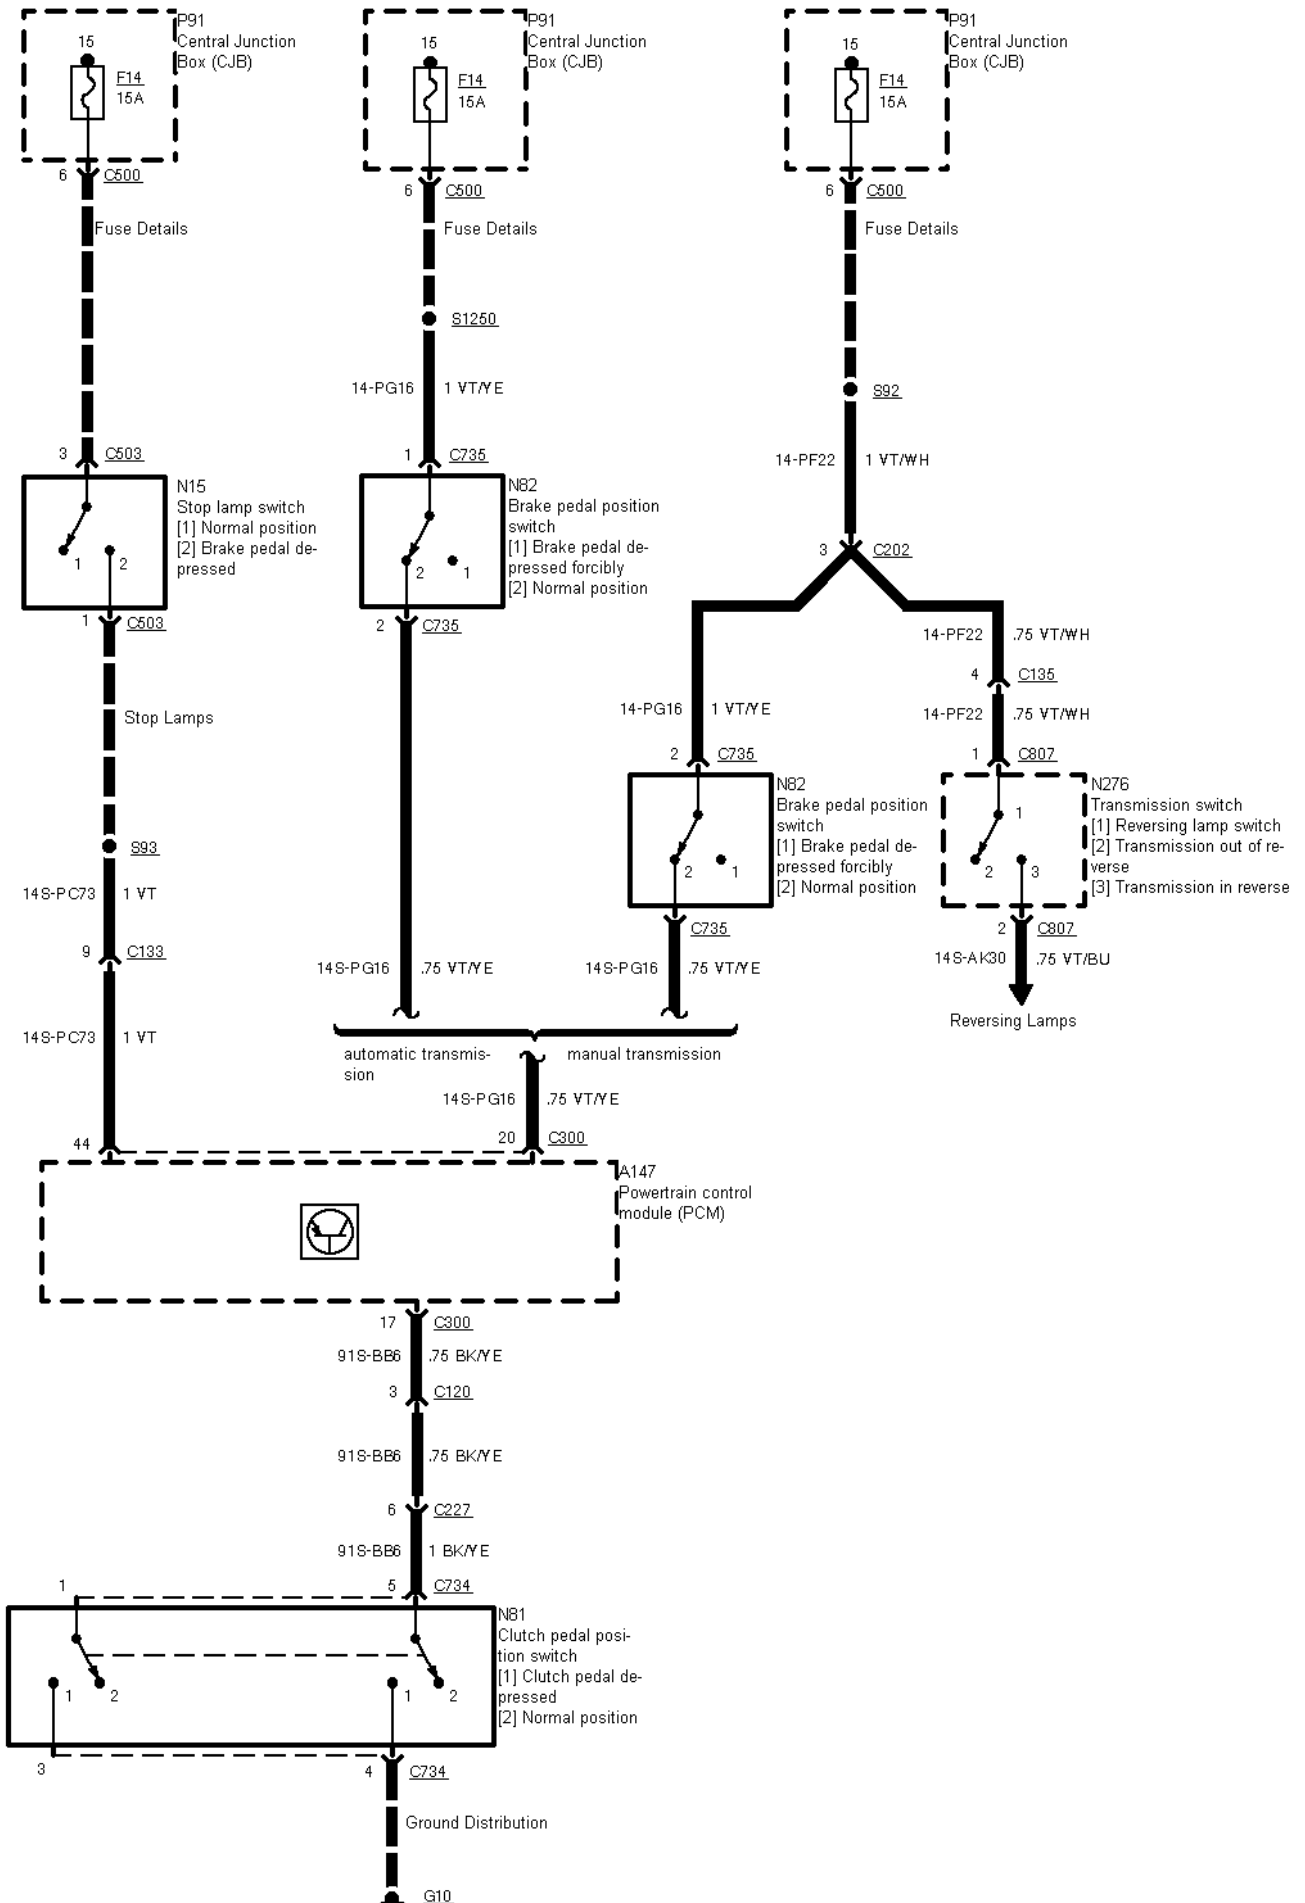 P91
Central Junction
Box (CJB)
15
F14
15A
6 C500
Fuse Details
P91
Central Junction
Box (CJB)
15
F14
15A
6 C500
Fuse Details
P91
Central Junction
Box (CJB)
15
F14
15A
6 C500
Fuse Details
S1250
14-PG16 1 VT/YE
S92
14-PF22 1 VT/WH
3 C503
N15
Stop lamp switch
[1] Normal position
[2] Brake pedal de-
pressed
1 2
1 C503
1 C735
N82
Brake pedal position
switch
[1] Brake pedal de-
pressed forcibly
[2] Normal position
2 1
2 C735
3 C202
14-PF22 .75 VT/WH
4 C135
14-PG16 1 VT/YE
14-PF22 .75 VT/WH
2 C735
1 C807
N82
Brake pedal position
switch
[1] Brake pedal de-
pressed forcibly
[2] Normal position
2 1
C735
N276
Transmission switch
[1] Reversing lamp switch
[2] Transmission out of re-
verse
[3] Transmission in reverse
1
2 3
2 C807
14S-AK30 .75 VT/BU
Reversing Lamps
Stop Lamps
S93
14S-PC73 1 VT
9 C133
14S-PC73 1 VT
14S-PG16 .75 VT/YE
14S-PG16 .75 VT/YE
automatic transmis-
sion
manual transmission
14S-PG16 .75 VT/YE
44
20 C300
A147
Powertrain control
module (PCM)
17 C300
91S-BB6 .75 BK/YE
3 C120
91S-BB6 .75 BK/YE
6 C227
91S-BB6 1 BK/YE
1
5 C734
N81
Clutch pedal posi-
tion switch
[1] Clutch pedal de-
pressed
[2] Normal position
1 2
1 2
3
4 C734
Ground Distribution
G10